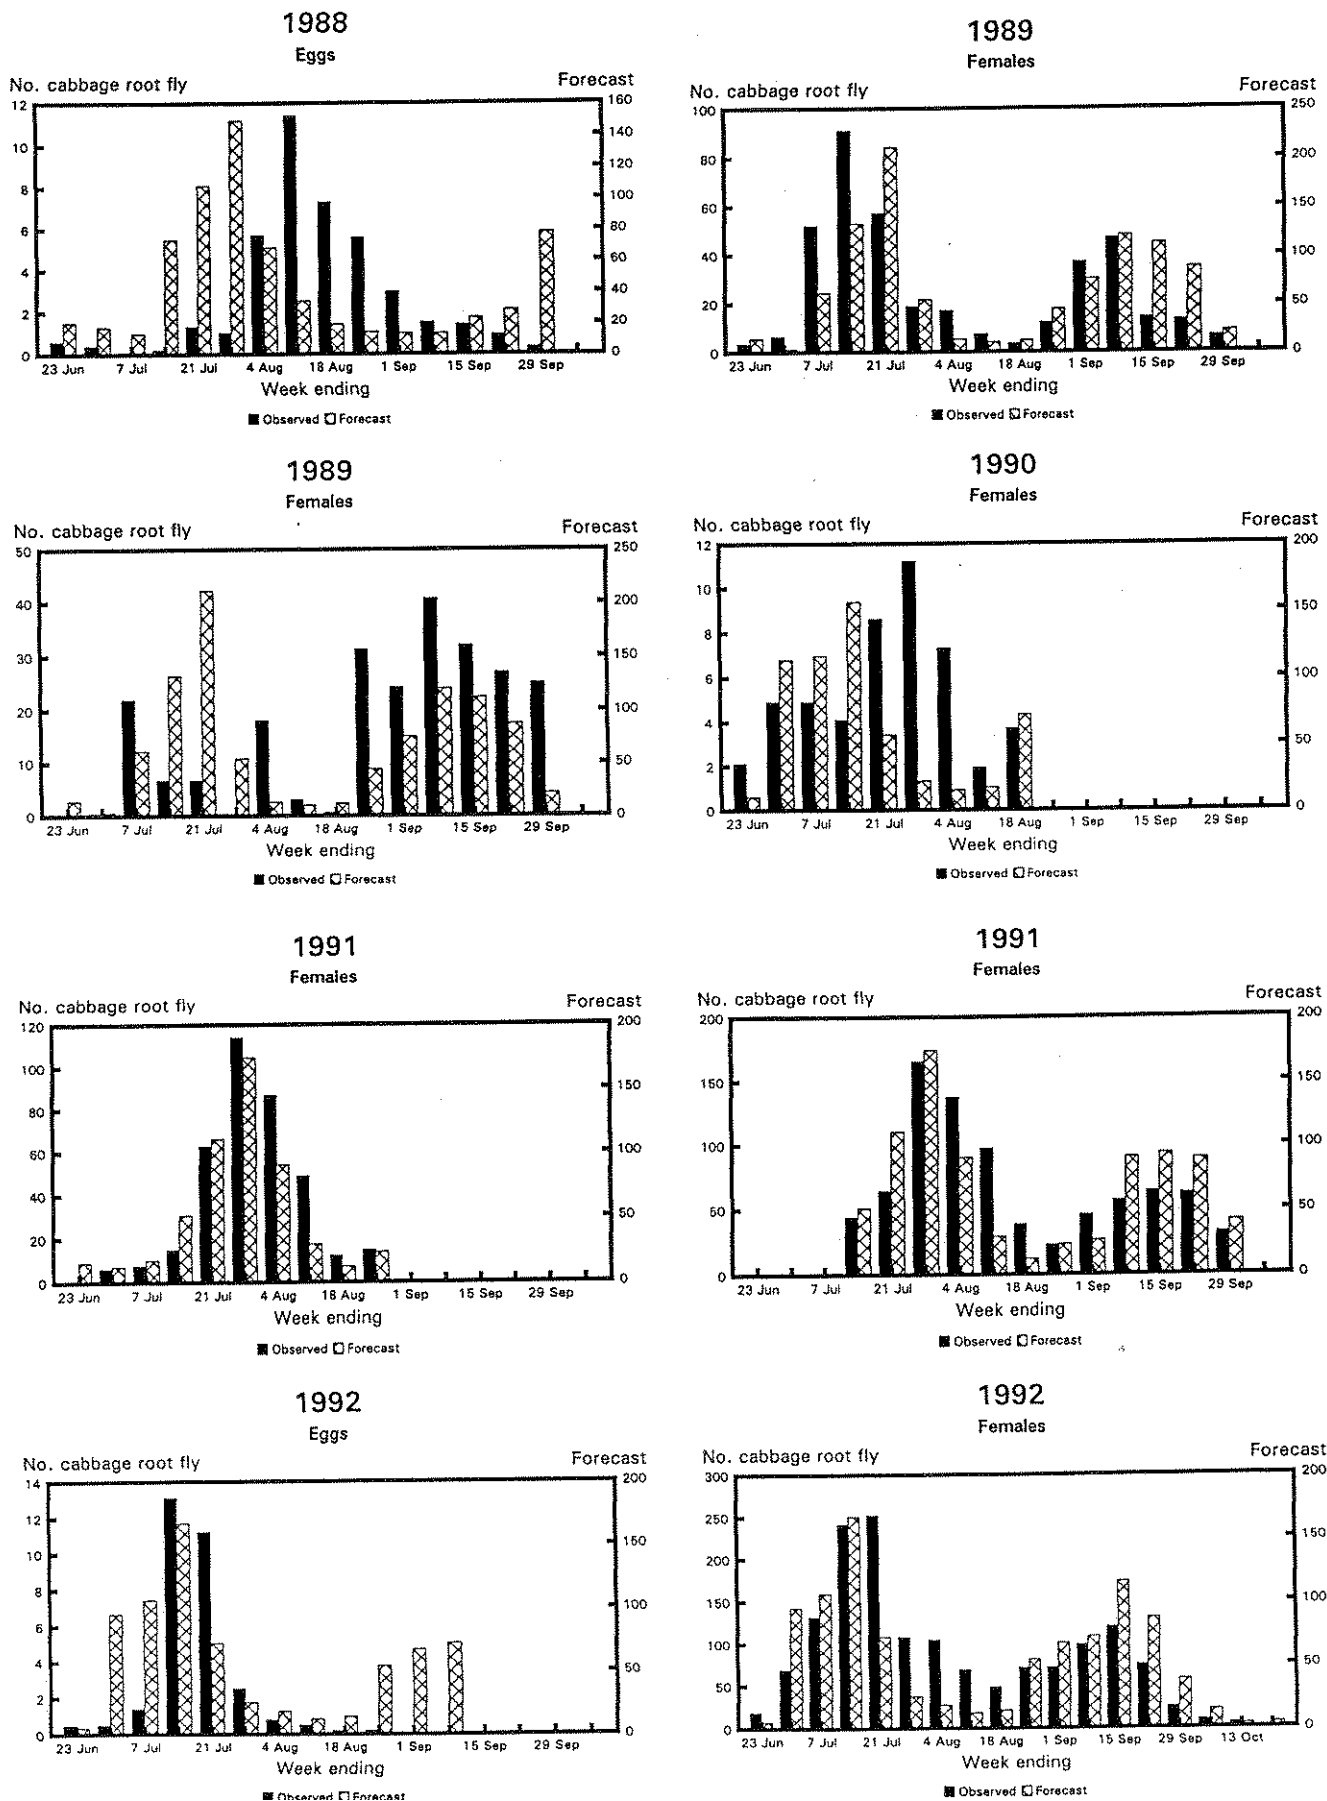 1988
Eggs
No. cabbage root fly Forecast
12
10
8
6
4
2
0
160
140
120
100
80
60
40
20
0
23 Jun 7 Jul 21 Jul 4 Aug 18 Aug 1 Sep 15 Sep 29 Sep
Week ending
Observed Forecast
1989
Females
No. cabbage root fly Forecast
100
80
60
40
20
0
250
200
150
100
50
0
23 Jun 7 Jul 21 Jul 4 Aug 18 Aug 1 Sep 15 Sep 29 Sep
Week ending
Observed Forecast
1989
Females
No. cabbage root fly Forecast
50
40
30
20
10
0
250
200
150
100
50
0
23 Jun 7 Jul 21 Jul 4 Aug 18 Aug 1 Sep 15 Sep 29 Sep
Week ending
Observed Forecast
1990
Females
No. cabbage root fly Forecast
12
10
8
6
4
2
0
200
150
100
50
0
23 Jun 7 Jul 21 Jul 4 Aug 18 Aug 1 Sep 15 Sep 29 Sep
Week ending
Observed Forecast
1991
Females
No. cabbage root fly Forecast
120
100
80
60
40
20
0
200
150
100
50
0
23 Jun 7 Jul 21 Jul 4 Aug 18 Aug 1 Sep 15 Sep 29 Sep
Week ending
Observed Forecast
1991
Females
No. cabbage root fly Forecast
200
150
100
50
0
200
150
100
50
0
23 Jun 7 Jul 21 Jul 4 Aug 18 Aug 1 Sep 15 Sep 29 Sep
Week ending
Observed Forecast
1992
Eggs
No. cabbage root fly Forecast
14
12
10
8
6
4
2
0
200
150
100
50
0
23 Jun 7 Jul 21 Jul 4 Aug 18 Aug 1 Sep 15 Sep 29 Sep
Week ending
Observed Forecast
1992
Females
No. cabbage root fly Forecast
300
250
200
150
100
50
0
200
150
100
50
0
23 Jun 7 Jul 21 Jul 4 Aug 18 Aug 1 Sep 15 Sep 29 Sep 13 Oct
Week ending
Observed Forecast